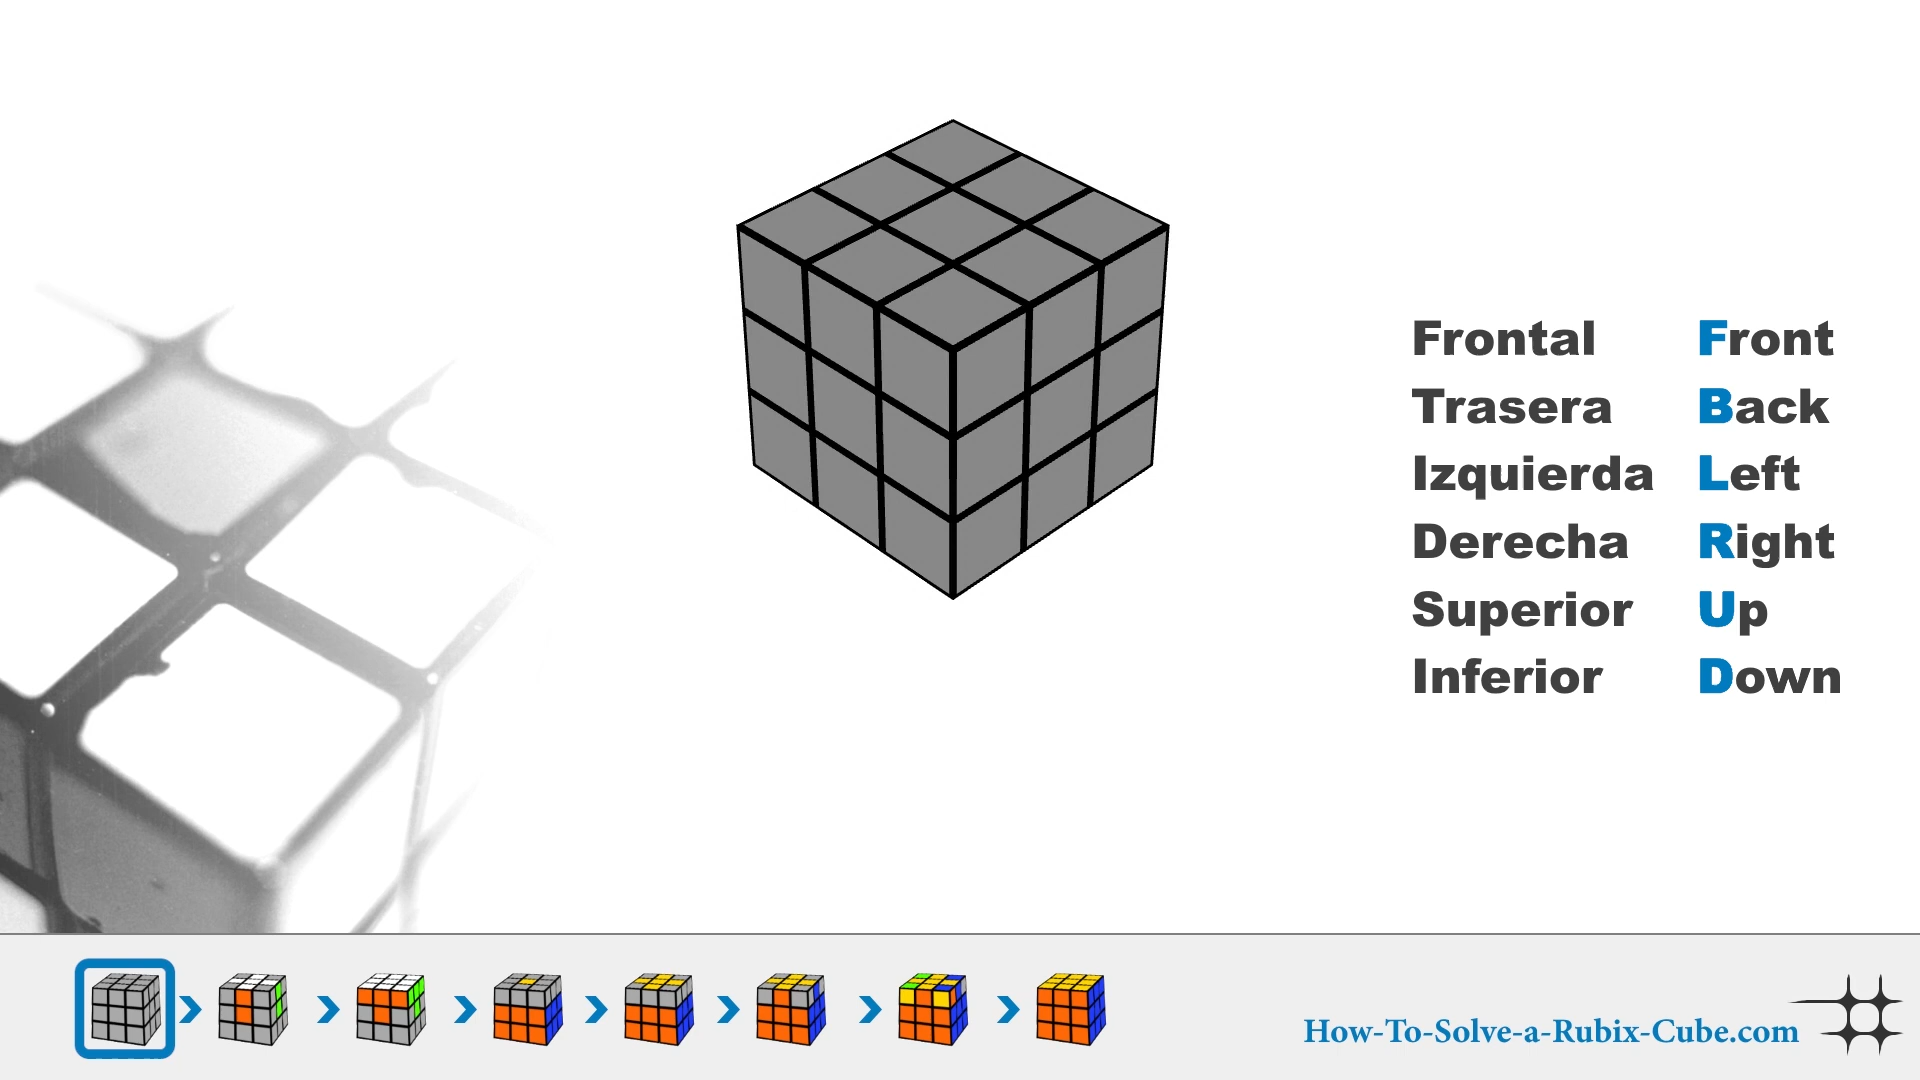 Frontal Front
Trasera Back
Izquierda Left
Derecha Right
Superior Up
Inferior Down
How-To-Solve-a-Rubix-Cube.com